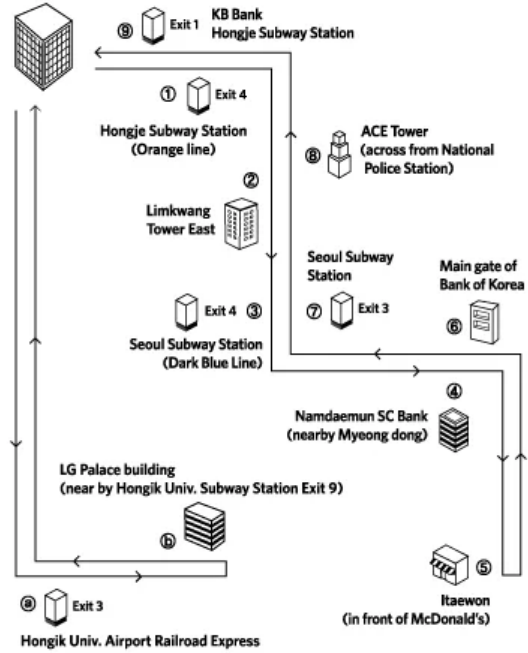 ⑨ Exit 1
KB Bank
Hongje Subway Station
① Exit 4
Hongje Subway Station
(Orange line)
②
Limkwang
Tower East
Exit 4 ③
Seoul Subway Station
(Dark Blue Line)
④
Namdaemun SC Bank
(nearby Myeong dong)
⑤
Itaewon
(in front of McDonald's)
Main gate of
Bank of Korea
⑥
Seoul Subway
Station
⑦ Exit 3
⑧
ACE Tower
(across from National
Police Station)
LG Palace building
(near by Hongik Univ. Subway Station Exit 9)
ⓑ
ⓐ Exit 3
Hongik Univ. Airport Railroad Express